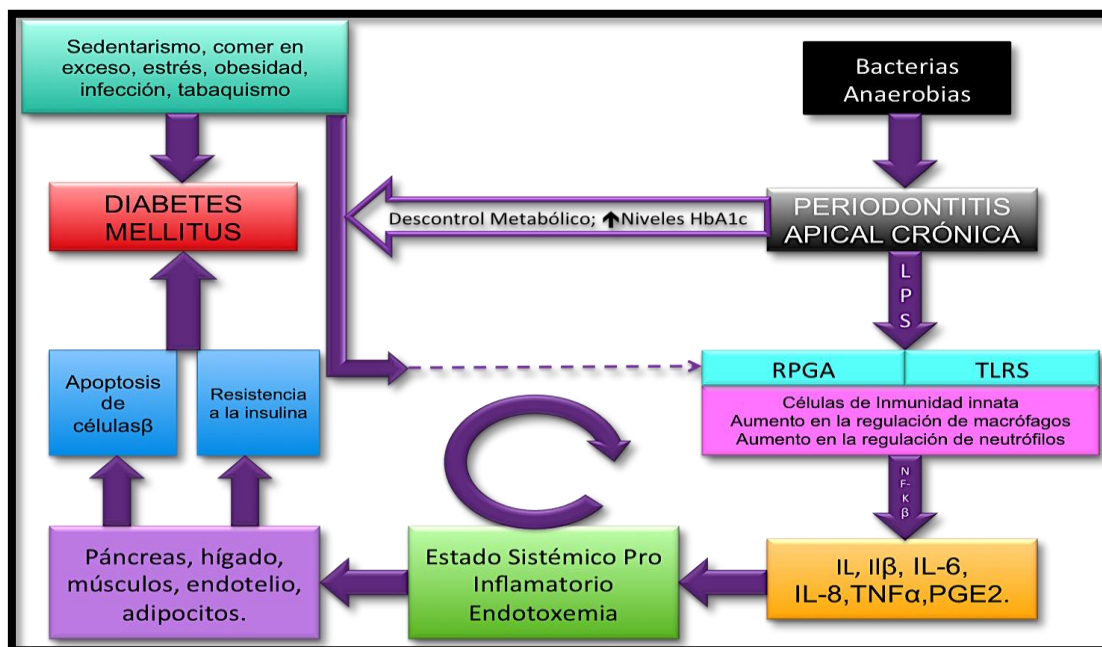 Sedentarismo, comer en
exceso, estrés, obesidad,
infección, tabaquismo
Bacterias
Anaerobias
DIABETES
MELLITUS
Descontrol Metabólico; ↑Niveles HbA1c
PERIODONTITIS
APICAL CRÓNICA
L
P
S
RPGA
TLRS
Células de Inmunidad innata
Aumento en la regulación de macrófagos
Aumento en la regulación de neutrófilos
Apoptosis
de
célulasβ
Resistencia
a la insulina
N
F-
K
β
Páncreas, hígado,
músculos, endotelio,
adipocitos.
Estado Sistémico Pro
Inflamatorio
Endotoxemia
IL, IIβ, IL-6,
IL-8,TNFα,PGE2.